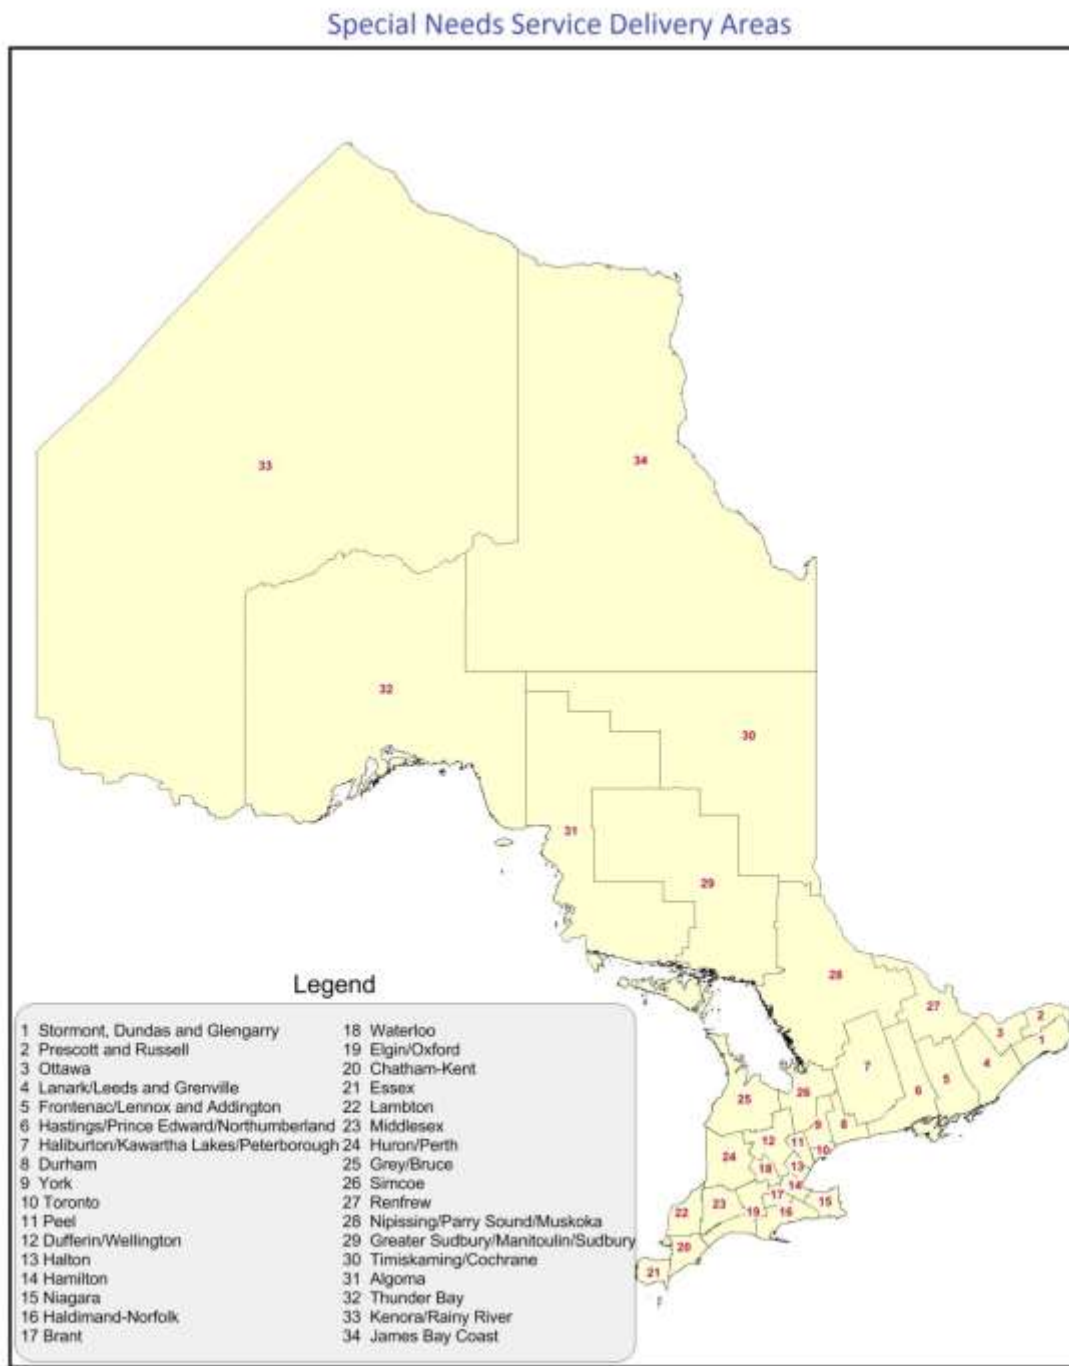 Special Needs Service Delivery Areas
33
34
32
30
31
29
28
27
2
3
1
7
4
5
6
26
25
9
8
12
11
10
24
13
18
14
17
15
23
22
19
16
20
21
Legend
1 Stormont, Dundas and Glengarry
2 Prescott and Russell
3 Ottawa
4 Lanark/Leeds and Grenville
5 Frontenac/Lennox and Addington
6 Hastings/Prince Edward/Northumberland
7 Haliburton/Kawartha Lakes/Peterborough
8 Durham
9 York
10 Toronto
11 Peel
12 Dufferin/Wellington
13 Halton
14 Hamilton
15 Niagara
16 Haldimand-Norfolk
17 Brant
18 Waterloo
19 Elgin/Oxford
20 Chatham-Kent
21 Essex
22 Lambton
23 Middlesex
24 Huron/Perth
25 Grey/Bruce
26 Simcoe
27 Renfrew
28 Nipissing/Parry Sound/Muskoka
29 Greater Sudbury/Manitoulin/Sudbury
30 Timiskaming/Cochrane
31 Algoma
32 Thunder Bay
33 Kenora/Rainy River
34 James Bay Coast